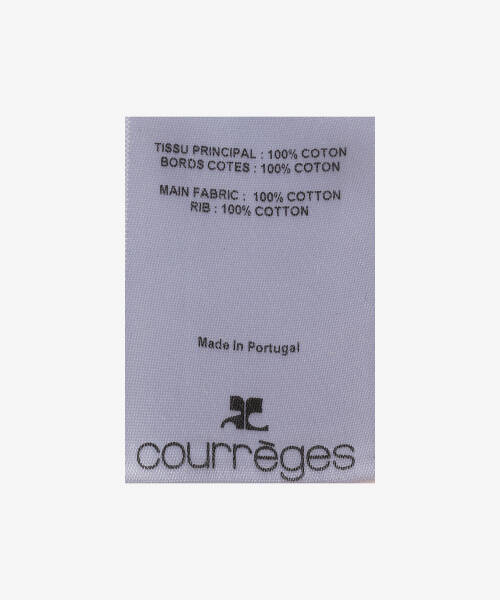 TISSU PRINCIPAL : 100% COTON
BORDS COTES : 100% COTON
MAIN FABRIC : 100% COTTON
RIB : 100% COTTON
Made in Portugal
courrèges